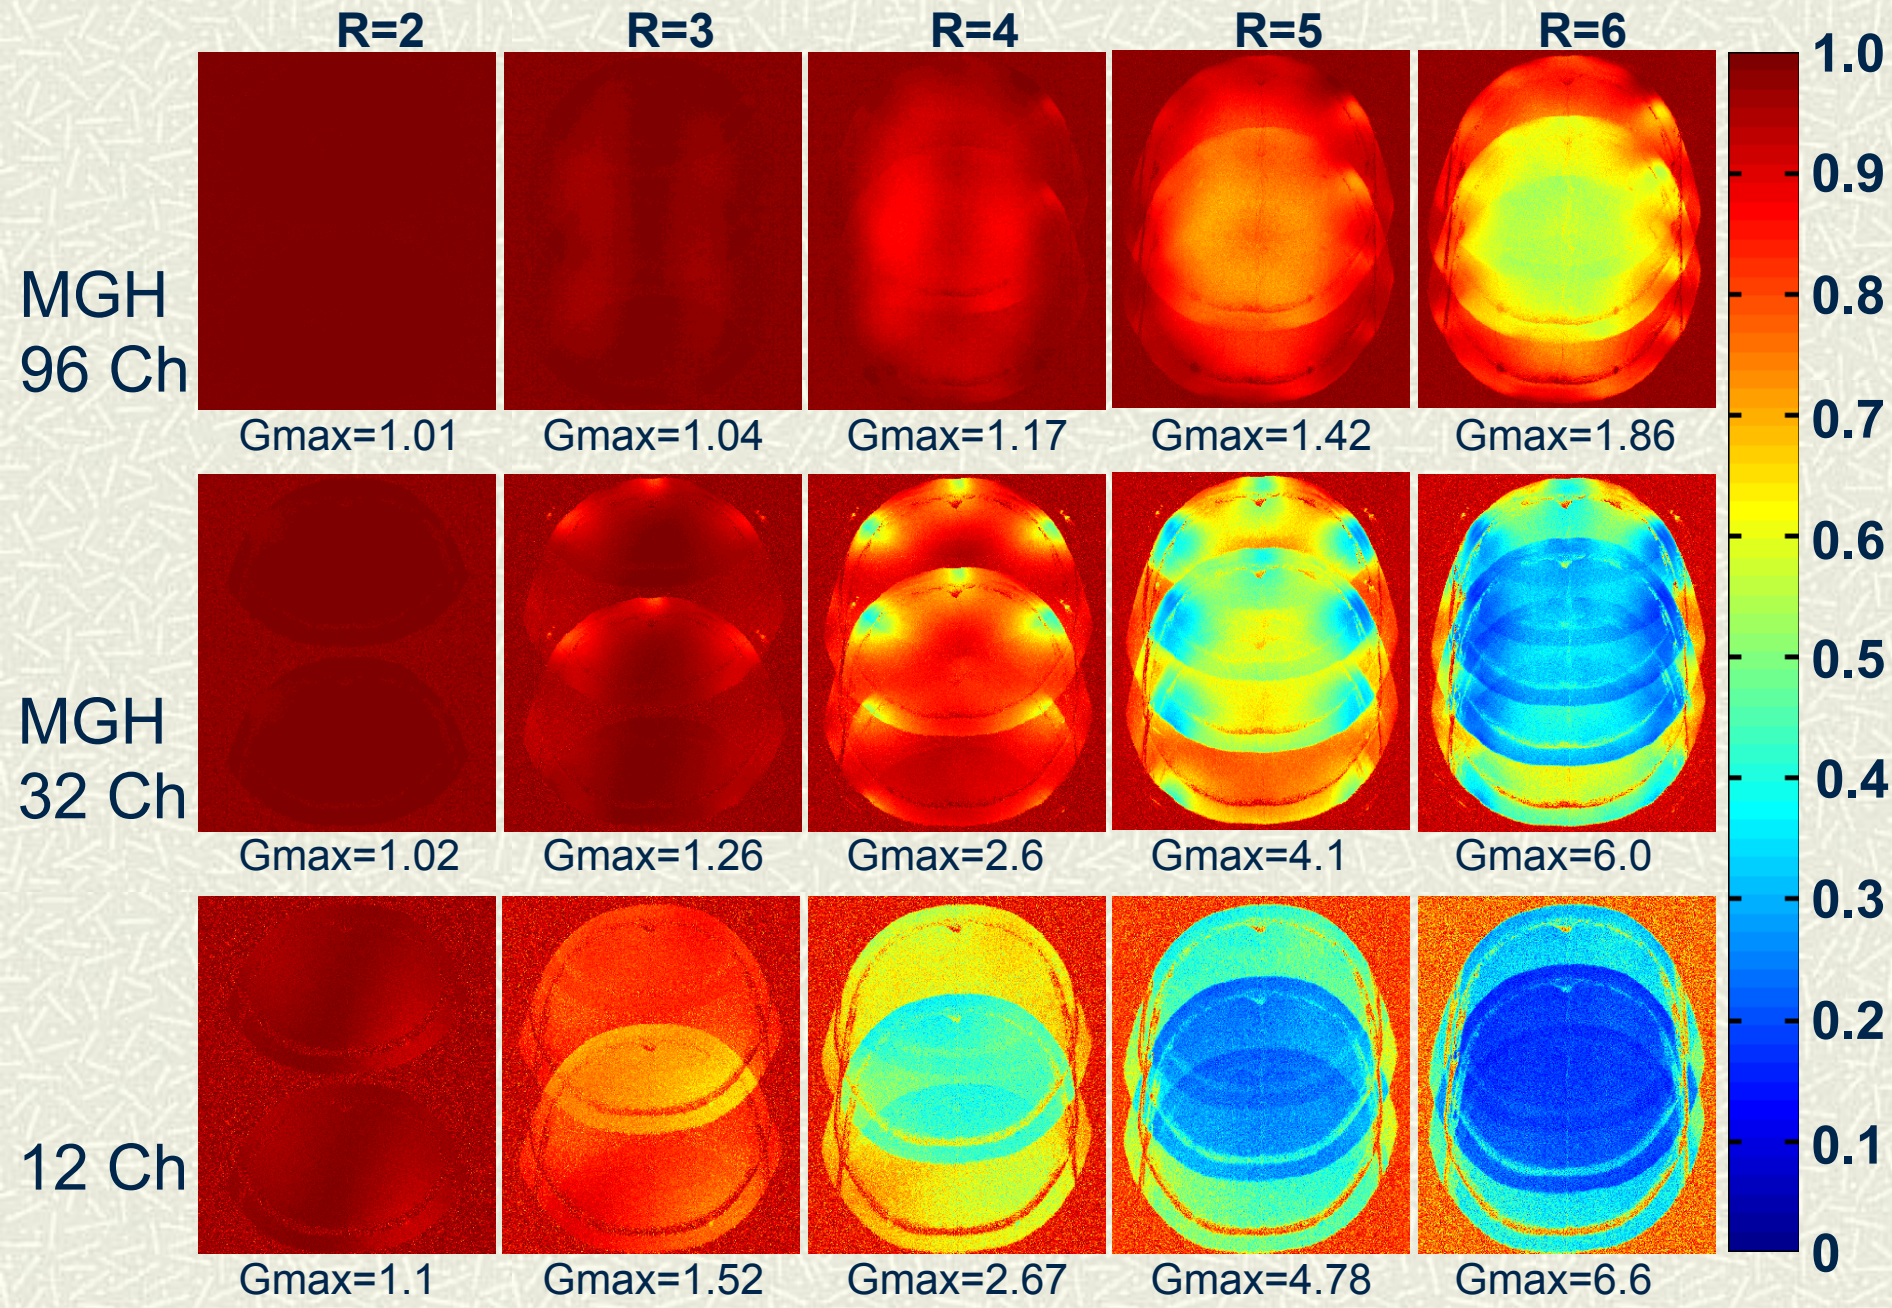 R=2 R=3 R=4 R=5 R=6
1.0
0.9
0.8
0.7
0.6
0.5
0.4
0.3
0.2
0.1
0
MGH
96 Ch
Gmax=1.01 Gmax=1.04 Gmax=1.17 Gmax=1.42 Gmax=1.86
MGH
32 Ch
Gmax=1.02 Gmax=1.26 Gmax=2.6 Gmax=4.1 Gmax=6.0
12 Ch
Gmax=1.1 Gmax=1.52 Gmax=2.67 Gmax=4.78 Gmax=6.6